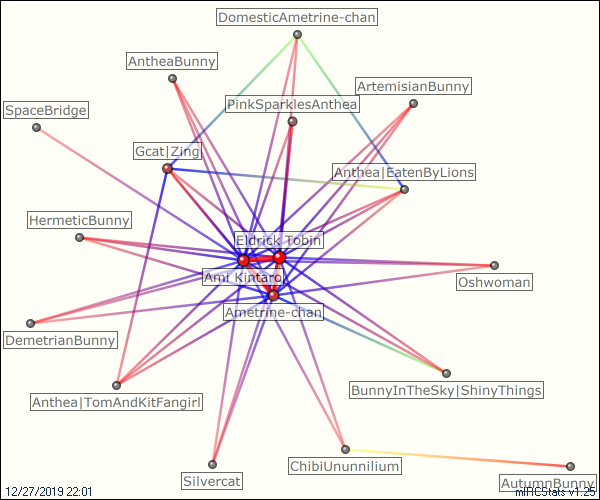 DomesticAmetrine-chan
AntheaBunny
ArtemisianBunny
PinkSparklesAnthea
SpaceBridge
Gcat|Zing
Anthea|EatenByLions
HermeticBunny
Eldrick Tobin
Ami Kintaro
Oshwoman
Ametrine-chan
DemetrianBunny
BunnyInTheSky|ShinyThings
Anthea|TomAndKitFangirl
ChibiUnunnilium
Silvercat
AutumnBunny
12/27/2019 22:01
mIRCStats v1.25